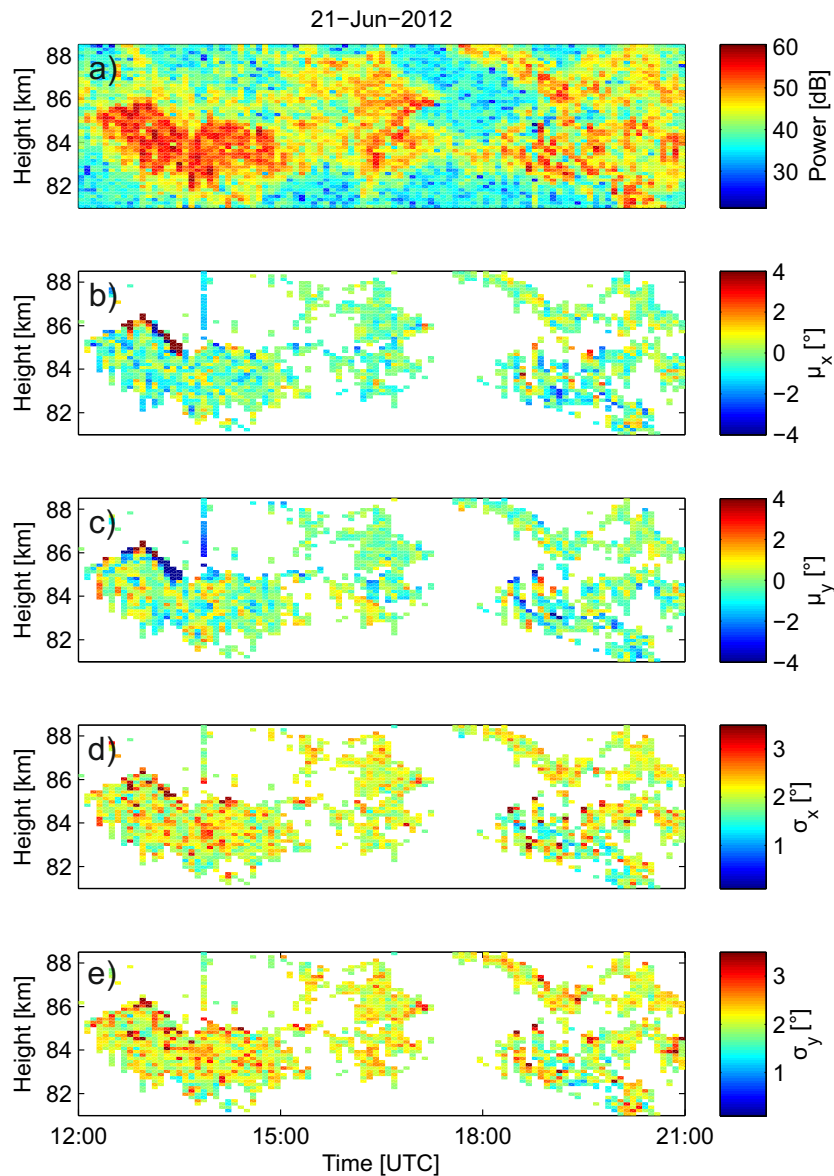 21−Jun−2012
a)
Height [km]
88
86
84
82
60
50
40
30
Power [dB]
b)
Height [km]
88
86
84
82
4
2
0
−2
−4
μx [°]
c)
Height [km]
88
86
84
82
4
2
0
−2
−4
μy [°]
d)
Height [km]
88
86
84
82
3
2
1
σx [°]
e)
Height [km]
88
86
84
82
3
2
1
σy [°]
12:00 15:00 18:00 21:00
Time [UTC]